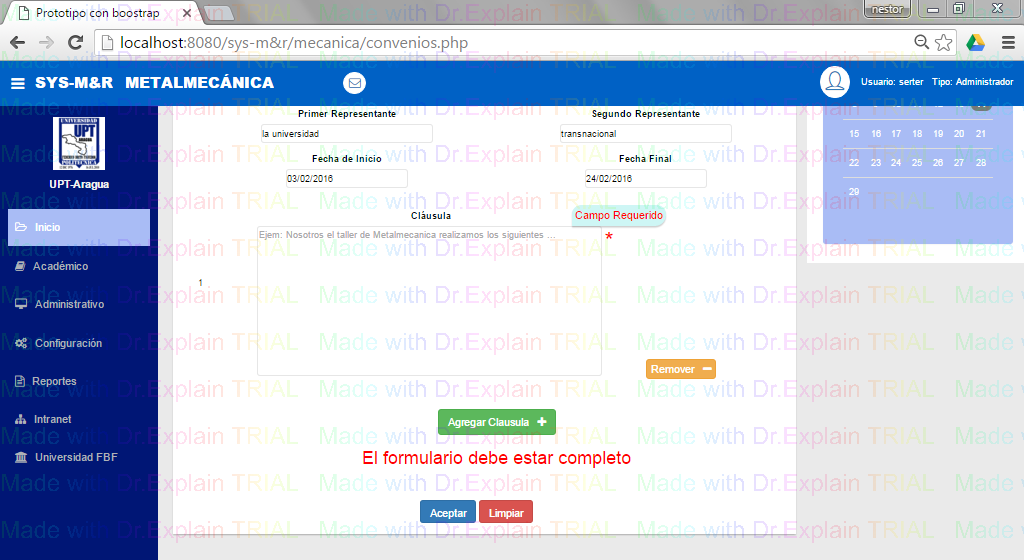 Prototipo con boostrap
nestor
localhost:8080/sys-m&r/mecanica/convenios.php
SYS-M&R METALMECÁNICA
Usuario: serter Tipo: Administrador
UNIVERSIDAD
UPT
ARAGUA
POLITECNICA
UPT-Aragua
Inicio
Académico
Administrativo
Configuración
Reportes
Intranet
Universidad FBF
Primer Representante
Segundo Representante
la universidad
transnacional
Fecha de Inicio
Fecha Final
03/02/2016
24/02/2016
Cláusula
Campo Requerido
Ejem: Nosotros el taller de Metalmecanica realizamos los siguientes ...
*
1
Remover
Agregar Clausula
El formulario debe estar completo
Aceptar Limpiar
15 16 17 18 19 20 21
22 23 24 25 26 27 28
29
Made with Dr.Explain TRIAL